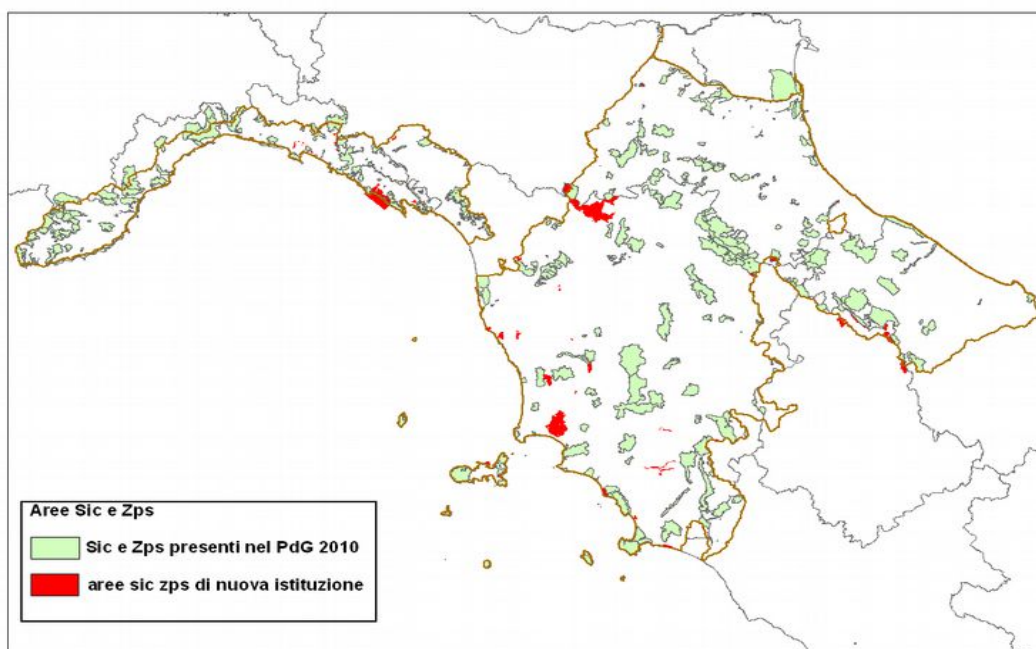 Aree Sic e Zps
Sic e Zps presenti nel PdG 2010
aree sic zps di nuova istituzione